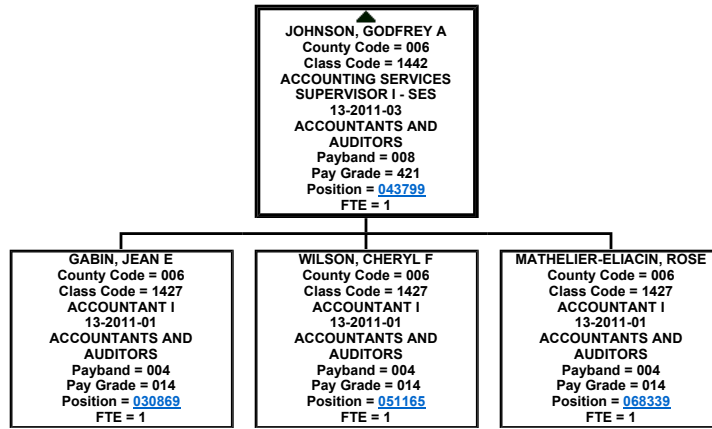 JOHNSON, GODFREY A
County Code = 006
Class Code = 1442
ACCOUNTING SERVICES
SUPERVISOR I - SES
13-2011-03
ACCOUNTANTS AND
AUDITORS
Payband = 008
Pay Grade = 421
Position = 043799
FTE = 1
GABIN, JEAN E
County Code = 006
Class Code = 1427
ACCOUNTANT I
13-2011-01
ACCOUNTANTS AND
AUDITORS
Payband = 004
Pay Grade = 014
Position = 030869
FTE = 1
WILSON, CHERYL F
County Code = 006
Class Code = 1427
ACCOUNTANT I
13-2011-01
ACCOUNTANTS AND
AUDITORS
Payband = 004
Pay Grade = 014
Position = 051165
FTE = 1
MATHELIER-ELIACIN, ROSE
County Code = 006
Class Code = 1427
ACCOUNTANT I
13-2011-01
ACCOUNTANTS AND
AUDITORS
Payband = 004
Pay Grade = 014
Position = 068339
FTE = 1